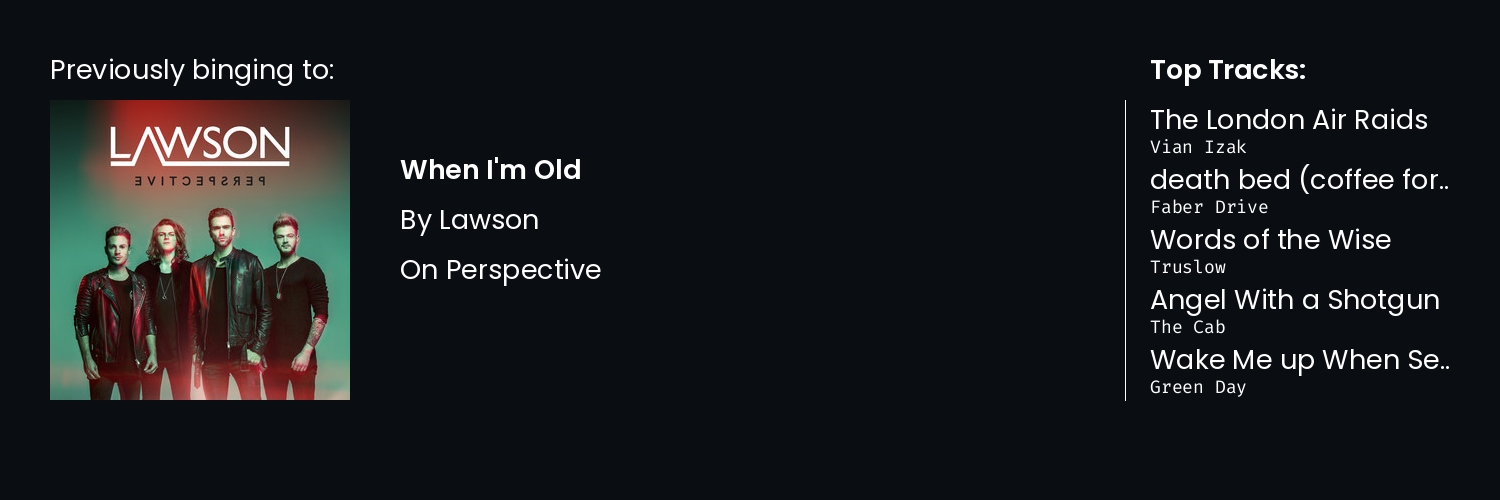 Previously binging to:
LAWSON
PERSPECTIVE
When I'm Old
By Lawson
On Perspective
Top Tracks:
The London Air Raids
Vian Izak
death bed (coffee for..
Faber Drive
Words of the Wise
Truslow
Angel With a Shotgun
The Cab
Wake Me up When Se..
Green Day